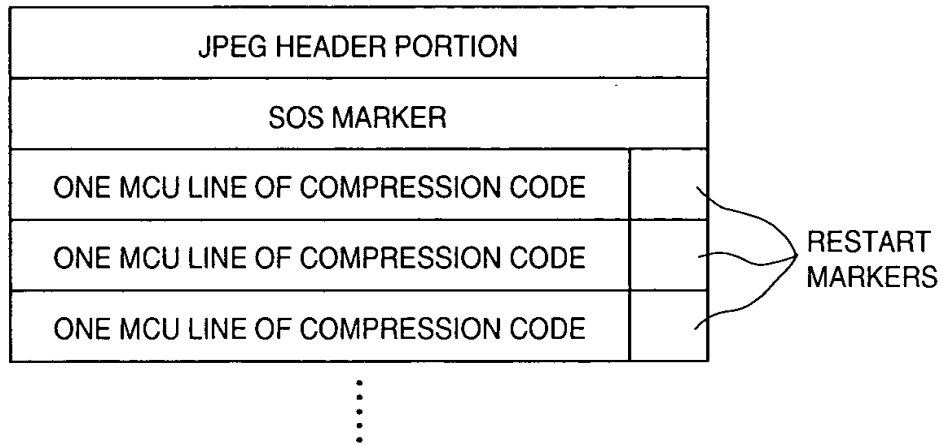 JPEG HEADER PORTION
SOS MARKER
ONE MCU LINE OF COMPRESSION CODE
ONE MCU LINE OF COMPRESSION CODE
ONE MCU LINE OF COMPRESSION CODE
RESTART
MARKERS